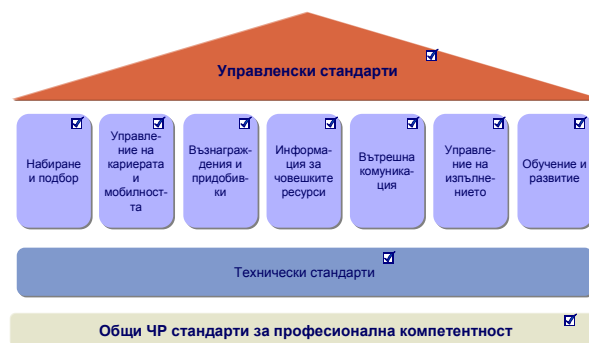 Управленски стандарти
Набиране
и подбор
Управле-
ние на
кариерата
и
мобилност-
та
Възнаграж-
дения и
придобив-
ки
Информа-
ция за
човешките
ресурси
Вътрешна
комуника-
ция
Управле-
ние на
изпълне-
нието
Обучение и
развитие
Технически стандарти
Общи ЧР стандарти за професионална компетентност